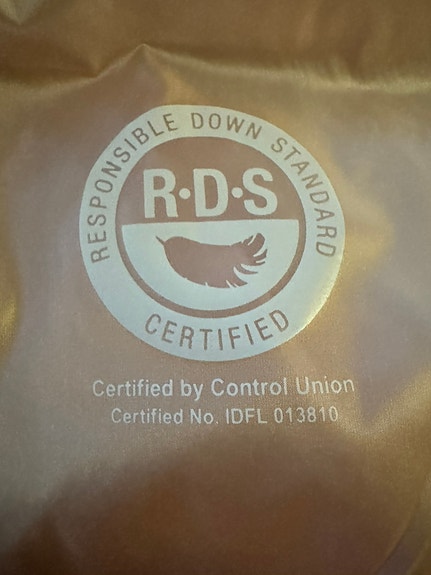 RESPONSIBLE DOWN STANDARD
R·D·S
CERTIFIED
Certified by Control Union
Certified No. IDFL 013810